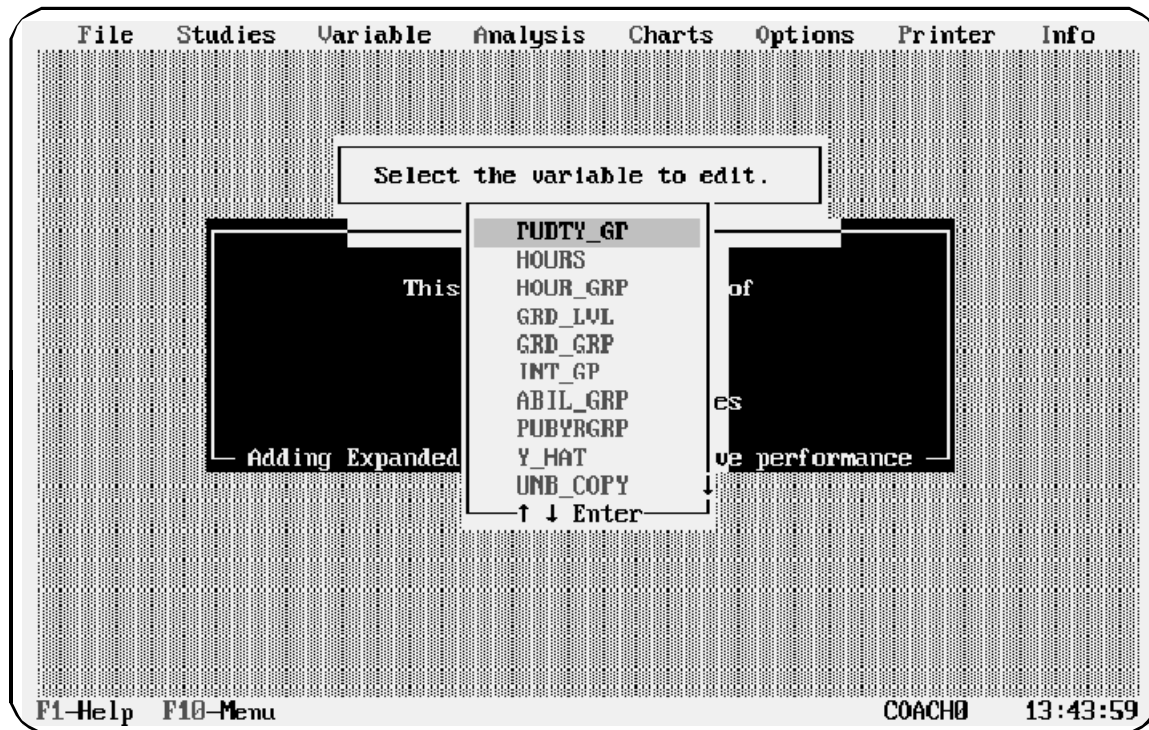 File Studies Variable Analysis Charts Options Printer Info
Select the variable to edit.
PUDTY_GP
HOURS
This HOUR_GRP of
GRD_LVL
GRD_GRP
INT_GP
ABIL_GRP es
PUBYRGRP
Adding Expanded Y_HAT ve performance
UNB_COPY ↓
↑ ↓ Enter
F1-Help F10-Menu COACH0 13:43:59